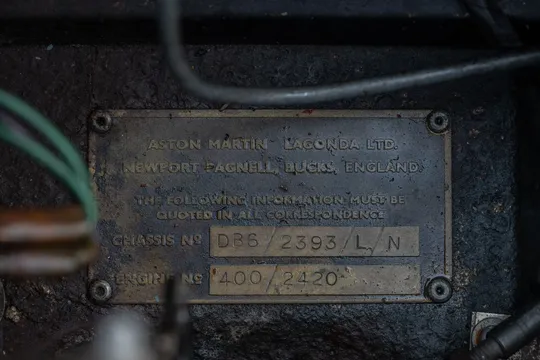 ASTON MARTIN LAGONDA LTD.
NEWPORT PAGNELL, BUCKS, ENGLAND
THE FOLLOWING INFORMATION MUST BE
QUOTED IN ALL CORRESPONDENCE
CHASSIS Nº DB6/2393/L/N
ENGINE Nº 400/2420